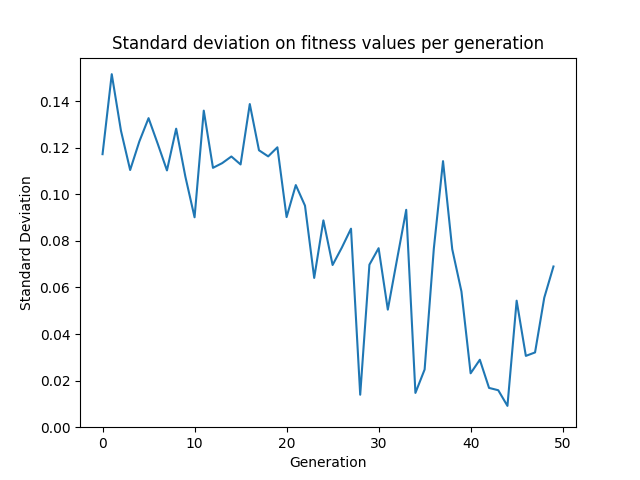 Standard deviation on fitness values per generation
0.14
0.12
0.10
0.08
0.06
0.04
0.02
0.00
Standard Deviation
0 10 20 30 40 50
Generation